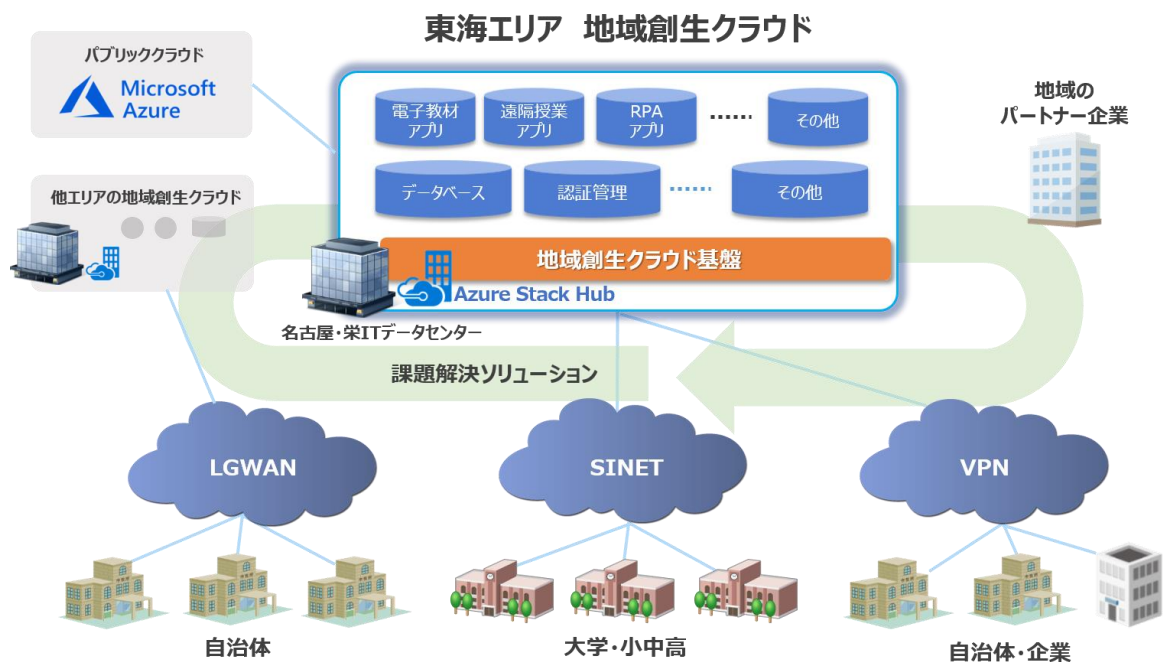 東海エリア 地域創生クラウド
パブリッククラウド
Microsoft
Azure
電子教材
アプリ
遠隔授業
アプリ
RPA
アプリ
……
その他
地域の
パートナー企業
他エリアの地域創生クラウド
データベース
認証管理
……
その他
地域創生クラウド基盤
Azure Stack Hub
名古屋・栄ITデータセンター
課題解決ソリューション
LGWAN
SINET
VPN
自治体
大学・小中高
自治体・企業